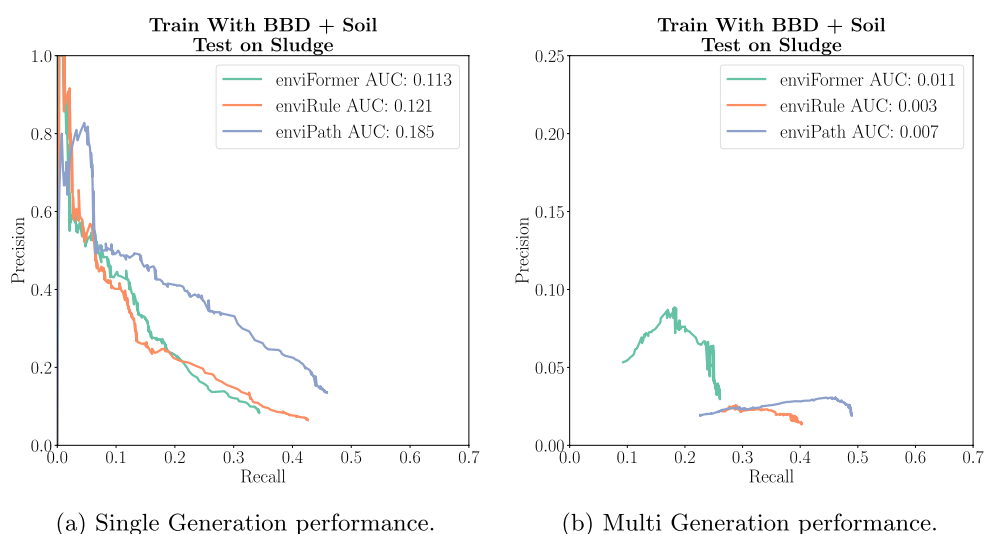 Train With BBD + Soil
Test on Sludge
1.0
0.8
0.6
0.4
0.2
0.0
Precision
enviFormer AUC: 0.113
enviRule AUC: 0.121
enviPath AUC: 0.185
0.0 0.1 0.2 0.3 0.4 0.5 0.6 0.7
Recall
(a) Single Generation performance.
Train With BBD + Soil
Test on Sludge
0.25
0.20
0.15
0.10
0.05
0.00
Precision
enviFormer AUC: 0.011
enviRule AUC: 0.003
enviPath AUC: 0.007
0.0 0.1 0.2 0.3 0.4 0.5 0.6 0.7
Recall
(b) Multi Generation performance.